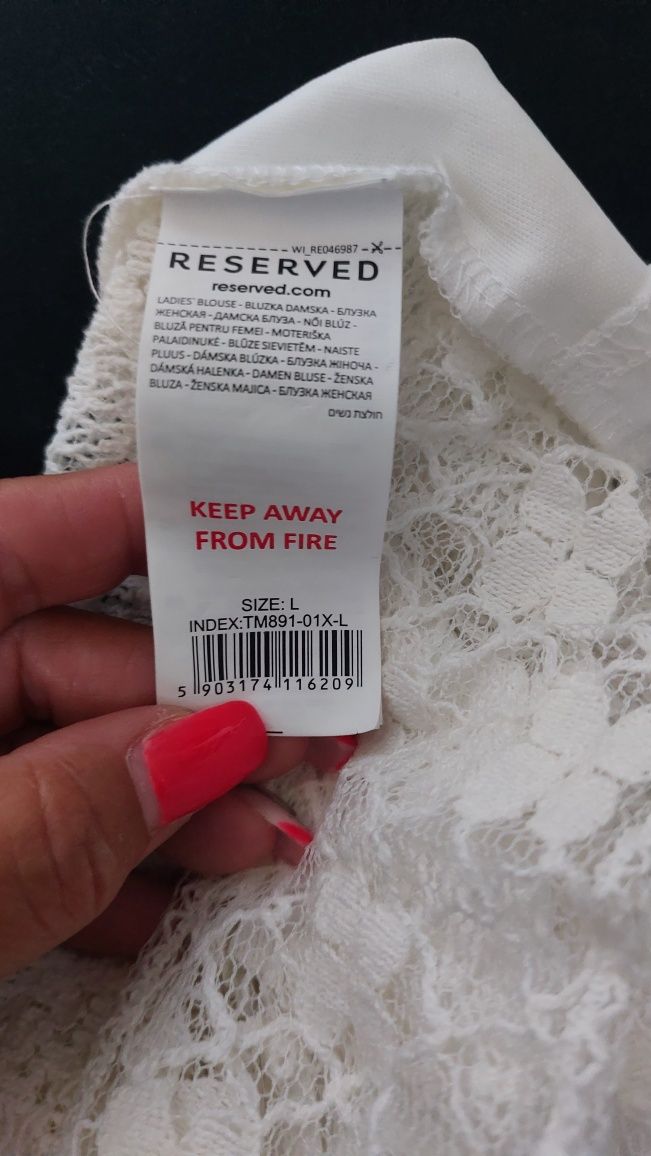 WI_RE046987
RESERVED
reserved.com
LADIES' BLOUSE - BLUZKA DAMSKA - БЛУЗКА
ЖЕНСКАЯ - ДАМСКА БЛУЗА - NŐI BLÚZ -
BLUZĂ PENTRU FEMEI - MOTERIŠKA
PALAIDINUKĖ - BLŪZE SIEVIETĒM - NAISTE
PLUUS - DÁMSKA BLÚZKA - БЛУЗКА ЖІНОЧА -
DÁMSKÁ HALENKA - DAMEN BLUSE - ŽENSKA
BLUZA - ŽENSKA MAJICA - БЛУЗКА ЖЕНСКАЯ
חולצת נשים
KEEP AWAY
FROM FIRE
SIZE: L
INDEX:TM891-01X-L
5 903174 116209